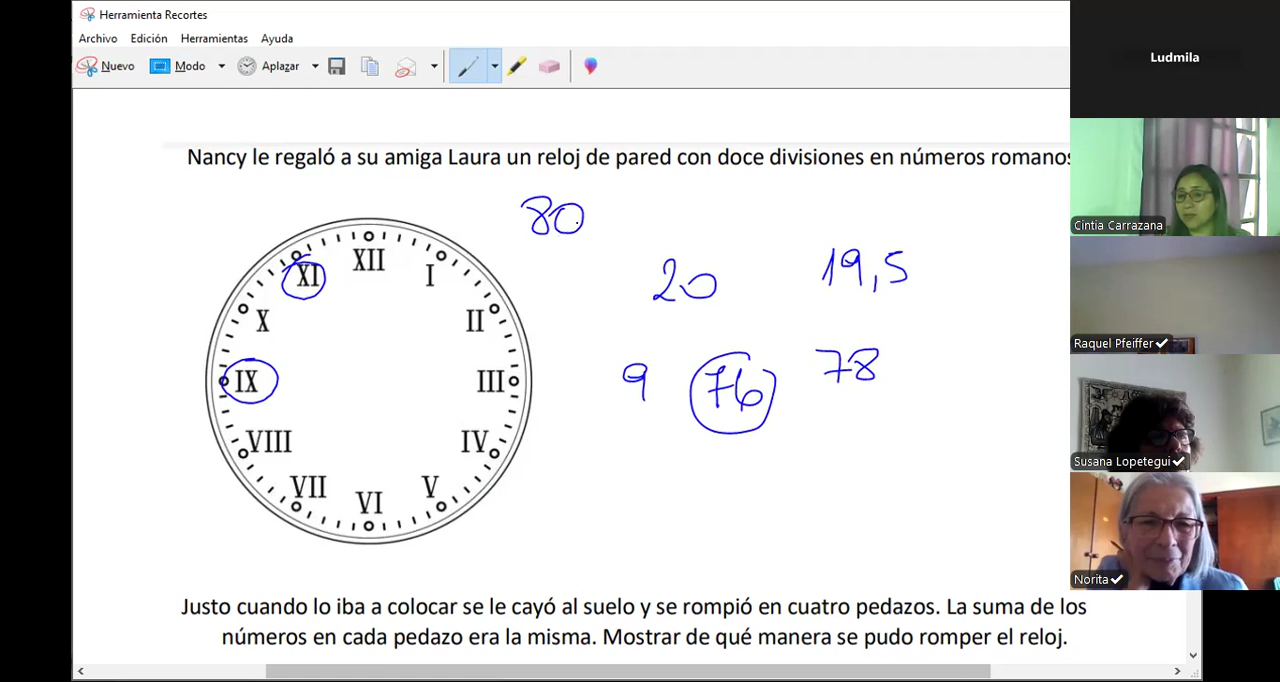 Herramienta Recortes
Archivo Edición Herramientas Ayuda
Nuevo Modo Aplazar
Nancy le regaló a su amiga Laura un reloj de pared con doce divisiones en números romanos
80
20 19,5
9 76 78
XII
XI I
X II
IX III
VIII IV
VII V
VI
Justo cuando lo iba a colocar se le cayó al suelo y se rompió en cuatro pedazos. La suma de los
números en cada pedazo era la misma. Mostrar de qué manera se pudo romper el reloj.
Ludmila
Cintia Carrazana
Raquel Pfeiffer
Susana Lopetegui
Norita